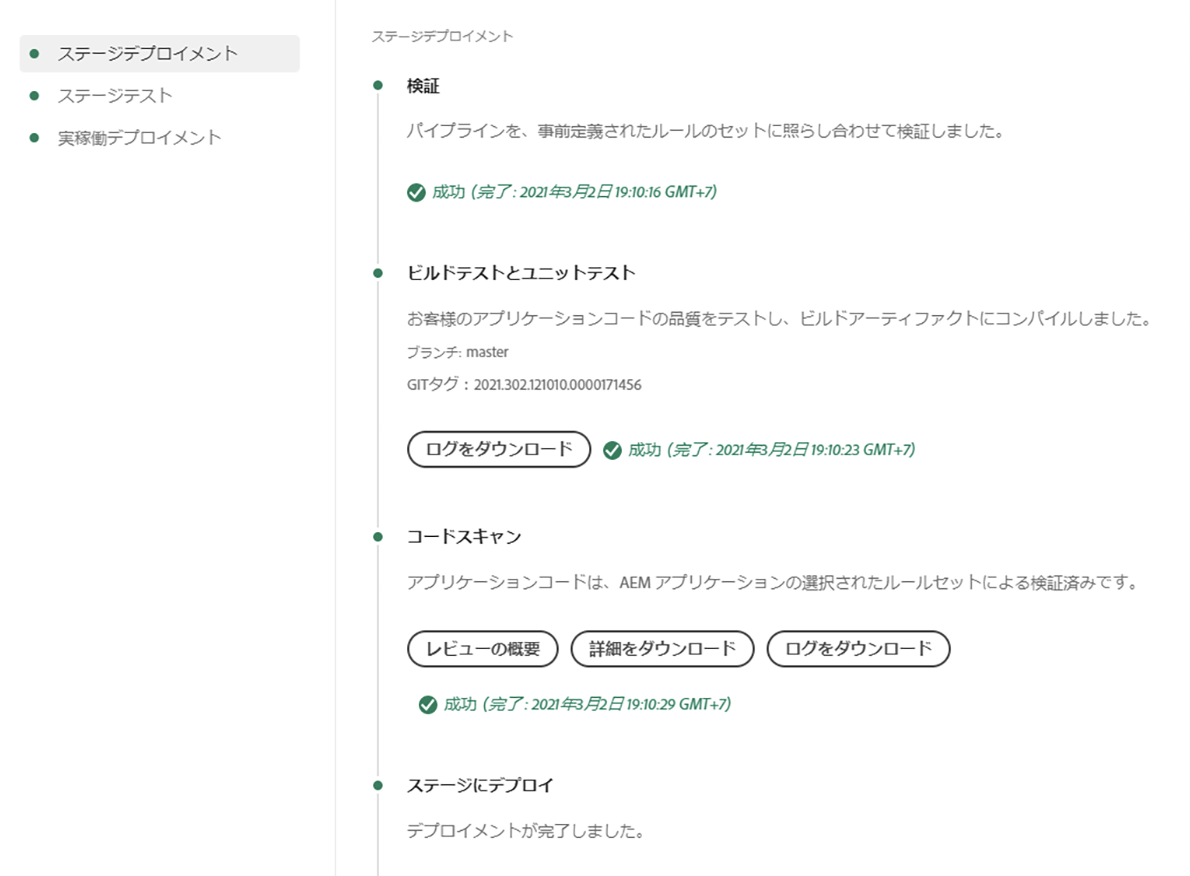 ステージデプロイメント
ステージテスト
実稼働デプロイメント
ステージデプロイメント
検証
パイプラインを、事前定義されたルールのセットに照らし合わせて検証しました。
成功 (完了: 2021年3月2日 19:10:16 GMT+7)
ビルドテストとユニットテスト
お客様のアプリケーションコードの品質をテストし、ビルドアーティファクトにコンパイルしました。
ブランチ: master
GITタグ：2021.302.121010.0000171456
ログをダウンロード 成功 (完了: 2021年3月2日 19:10:23 GMT+7)
コードスキャン
アプリケーションコードは、AEM アプリケーションの選択されたルールセットによる検証済みです。
レビューの概要 詳細をダウンロード ログをダウンロード
成功 (完了: 2021年3月2日 19:10:29 GMT+7)
ステージにデプロイ
デプロイメントが完了しました。